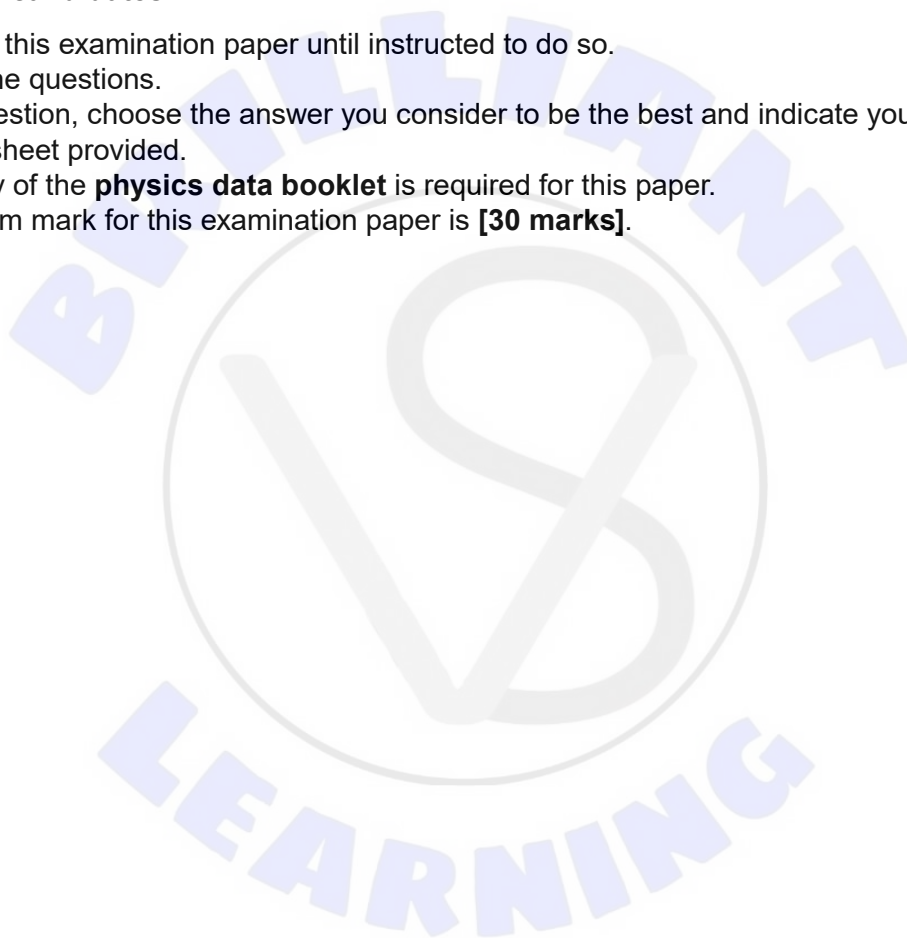 this examination paper until instructed to do so.
ne questions.
estion, choose the answer you consider to be the best and indicate you
sheet provided.
y of the physics data booklet is required for this paper.
m mark for this examination paper is [30 marks].
BRILLIANT
VS
LEARNING